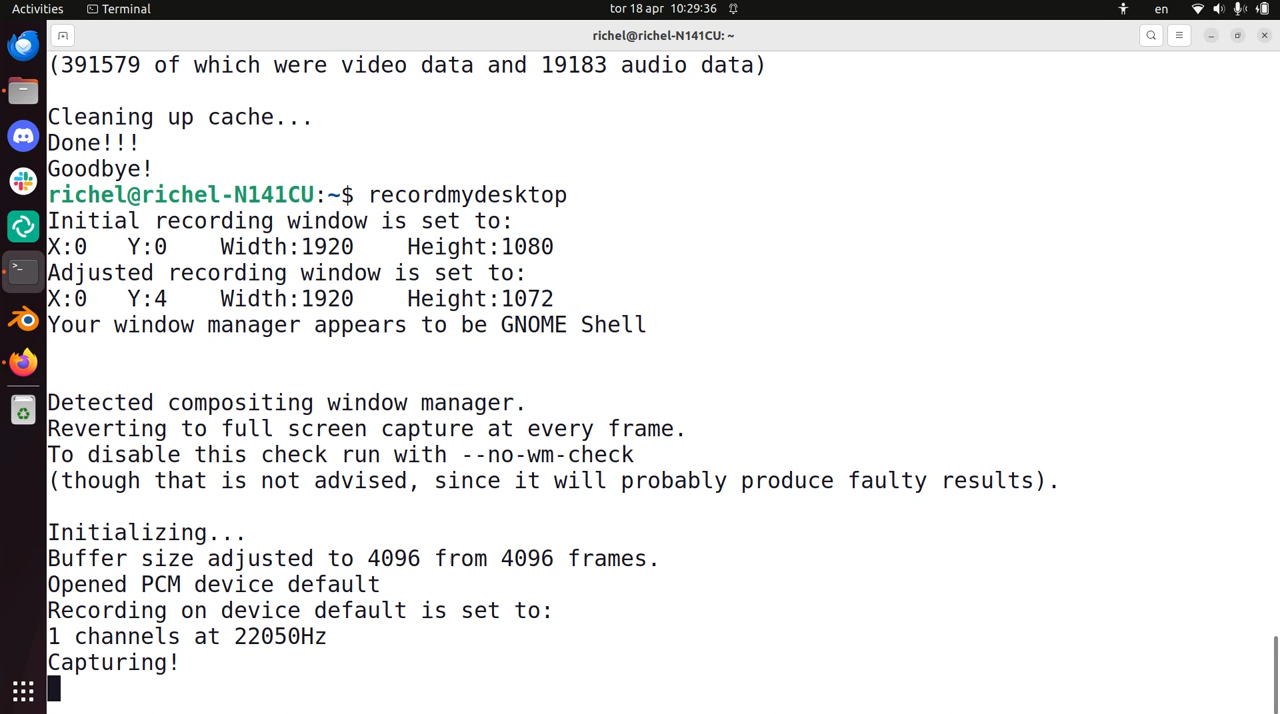 Activities Terminal tor 18 apr 10:29:36 en
richel@richel-N141CU: ~
(391579 of which were video data and 19183 audio data)
Cleaning up cache...
Done!!!
Goodbye!
richel@richel-N141CU:~$ recordmydesktop
Initial recording window is set to:
X:0   Y:0    Width:1920    Height:1080
Adjusted recording window is set to:
X:0   Y:4    Width:1920    Height:1072
Your window manager appears to be GNOME Shell
Detected compositing window manager.
Reverting to full screen capture at every frame.
To disable this check run with --no-wm-check
(though that is not advised, since it will probably produce faulty results).
Initializing...
Buffer size adjusted to 4096 from 4096 frames.
Opened PCM device default
Recording on device default is set to:
1 channels at 22050Hz
Capturing!